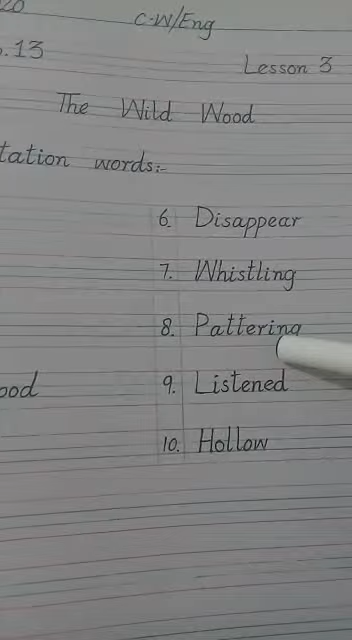 C-W/Eng
.13
Lesson 3
The Wild Wood
tation words:-
6. Disappear
7. Whistling
8. Pattering
ood 9. Listened
10. Hollow